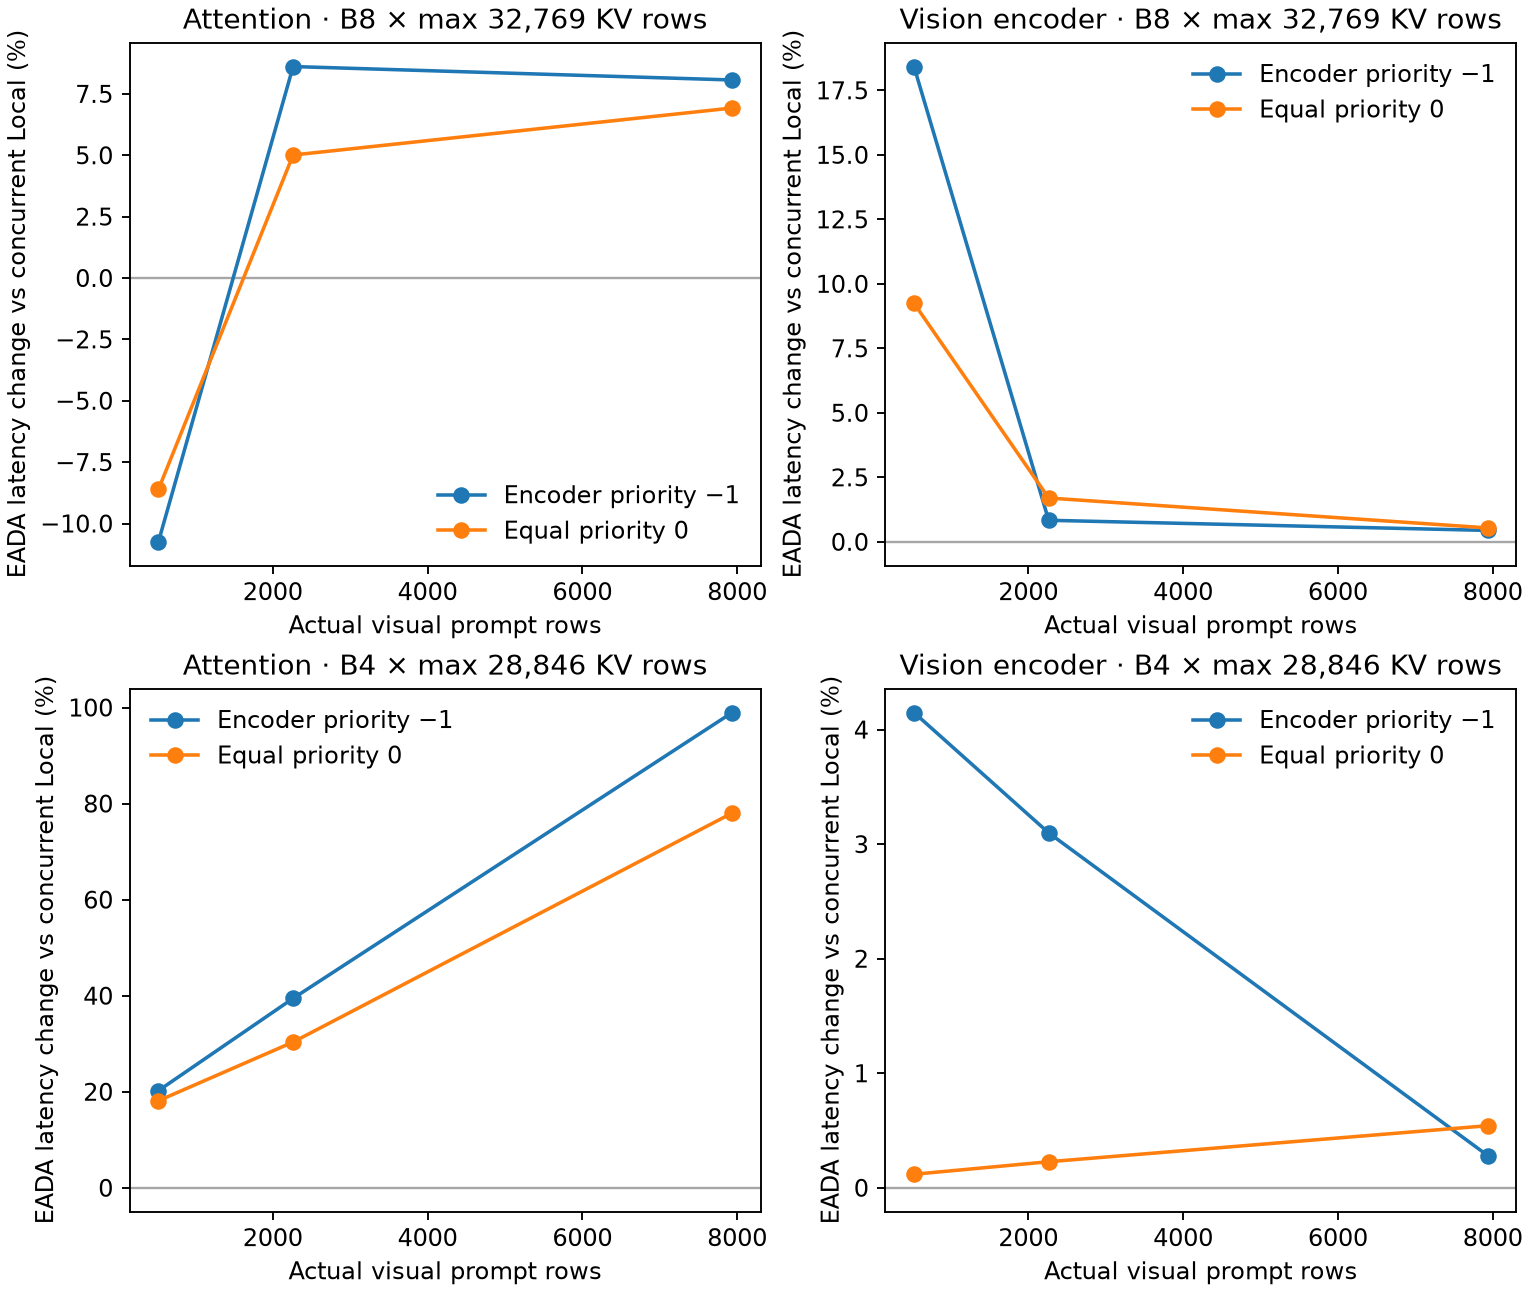 Attention · B8 × max 32,769 KV rows
EADA latency change vs concurrent Local (%)
7.5
5.0
2.5
0.0
−2.5
−5.0
−7.5
−10.0
Encoder priority −1
Equal priority 0
2000
4000
6000
8000
Actual visual prompt rows
Vision encoder · B8 × max 32,769 KV rows
EADA latency change vs concurrent Local (%)
17.5
15.0
12.5
10.0
7.5
5.0
2.5
0.0
Encoder priority −1
Equal priority 0
2000
4000
6000
8000
Actual visual prompt rows
Attention · B4 × max 28,846 KV rows
EADA latency change vs concurrent Local (%)
100
80
60
40
20
0
Encoder priority −1
Equal priority 0
2000
4000
6000
8000
Actual visual prompt rows
Vision encoder · B4 × max 28,846 KV rows
EADA latency change vs concurrent Local (%)
4
3
2
1
0
Encoder priority −1
Equal priority 0
2000
4000
6000
8000
Actual visual prompt rows